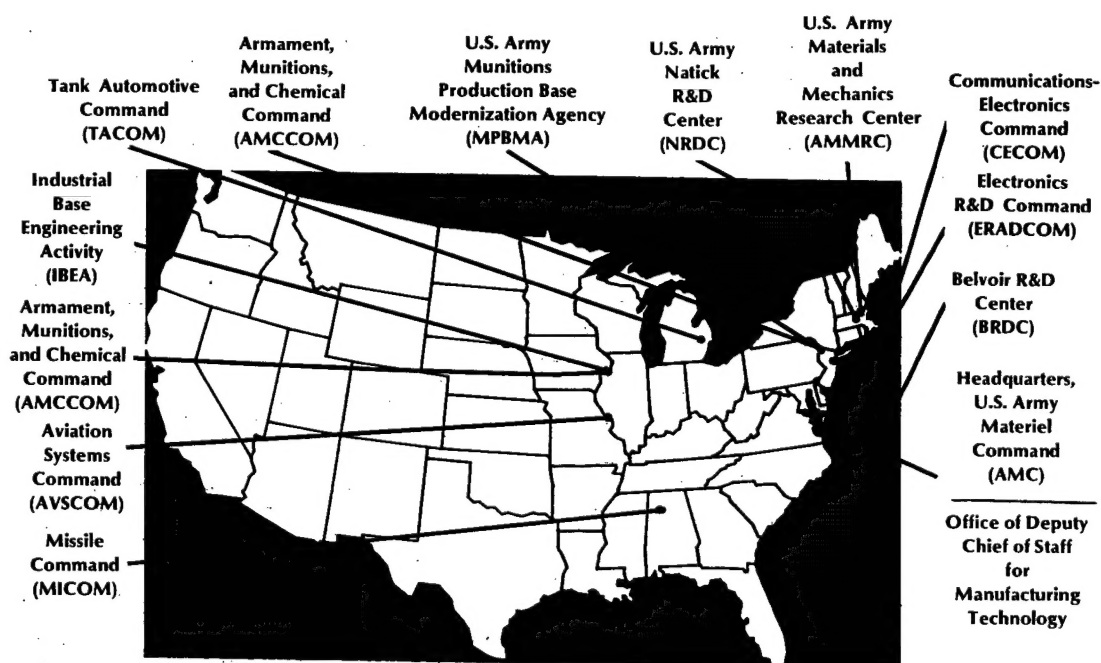 Tank Automotive
Command
(TACOM)
Armament,
Munitions,
and Chemical
Command
(AMCCOM)
U.S. Army
Munitions
Production Base
Modernization Agency
(MPBMA)
U.S. Army
Natick
R&D
Center
(NRDC)
U.S. Army
Materials
and
Mechanics
Research Center
(AMMRC)
Communications-
Electronics
Command
(CECOM)
Electronics
R&D Command
(ERADCOM)
Belvoir R&D
Center
(BRDC)
Headquarters,
U.S. Army
Materiel
Command
(AMC)
Office of Deputy
Chief of Staff
for
Manufacturing
Technology
Industrial
Base
Engineering
Activity
(IBEA)
Armament,
Munitions,
and Chemical
Command
(AMCCOM)
Aviation
Systems
Command
(AVSCOM)
Missile
Command
(MICOM)